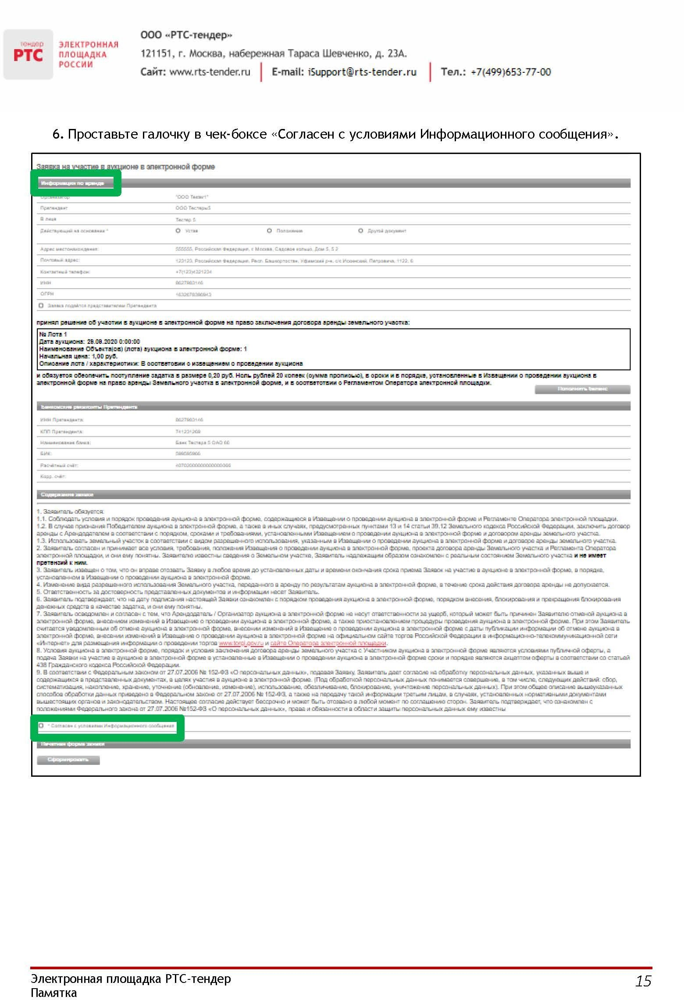 тендер
РТС
ЭЛЕКТРОННАЯ
ПЛОЩАДКА
РОССИИ
ООО «РТС-тендер»
121151, г. Москва, набережная Тараса Шевченко, д. 23А.
Сайт: www.rts-tender.ru E-mail: iSupport@rts-tender.ru Тел.: +7(499)653-77-00
6. Проставьте галочку в чек-боксе «Согласен с условиями Информационного сообщения».
Заявка на участие в аукционе в электронной форме
Информация по аренде
Организатор "ООО Тендер1"
Претендент ООО Тестеры5
В лице Тестер 5
Действующий на основании * Устав Положение Другой документ
Адрес местонахождения: 555555, Российская Федерация, г Москва, Садовое кольцо, Дом 5, 5 2
Почтовый адрес: 123123, Российская Федерация, Респ. Башкортостан, Уфимский р-н, Петровича, 1122, 6
Контактный телефон: +7(123)4321234
ИНН
ОГРН
Заявка подаётся представителем Претендента
принял решение об участии в аукционе в электронной форме на право заключения договора аренды земельного участка:
№ Лота 1
Дата аукциона: 29.09.2020 0:00:00
Наименование Объекта(ов) (лота) аукциона в электронной форме: 1
Начальная цена: 1,00 руб.
Описание лота / характеристики: В соответсвии с извещением о проведении аукциона
и обязуется обеспечить поступление задатка в размере 0,20 руб. Ноль рублей 20 копеек (сумма прописью), в сроки и в порядке, установленные в Извещении о проведении аукциона в
электронной форме на право аренды Земельного участка в электронной форме, и в соответствии с Регламентом Оператора электронной площадки.
Пополнить баланс
Банковские реквизиты Претендента
ИНН Претендента:
КПП Претендента: 741231269
Наименование банка: Банк Тестера 5 ОАО 66
БИК:
Расчётный счёт:
Корр. счёт:
Содержание заявки
1. Заявитель обязуется:
1.1. Соблюдать условия и порядок проведения аукциона в электронной форме, содержащиеся в Извещении о проведении аукциона в электронной форме и Регламенте Оператора электронной площадки.
1.2. В случае признания Победителем аукциона в электронной форме, а также в иных случаях, предусмотренных пунктами 13 и 14 статьи 39.12 Земельного кодекса Российской Федерации, заключить договор
аренды с Арендодателем в соответствии с порядком, сроками и требованиями, установленными Извещением о проведении аукциона в электронной форме и договором аренды земельного участка.
1.3. Использовать земельный участок в соответствии с видом разрешенного использования, указанным в Извещении о проведении аукциона в электронной форме и договоре аренды земельного участка.
2. Заявитель согласен и принимает все условия, требования, положения Извещения о проведении аукциона в электронной форме, проекта договора аренды Земельного участка и Регламента Оператора
электронной площадки, и они ему понятны. Заявителю известны сведения о Земельном участке, Заявитель надлежащим образом ознакомлен с реальным состоянием Земельного участка и не имеет
претензий к ним.
3. Заявитель извещен о том, что он вправе отозвать Заявку в любое время до установленных даты и времени окончания срока приема Заявок на участие в аукционе в электронной форме, в порядке,
установленном в Извещении о проведении аукциона в электронной форме.
4. Изменение вида разрешенного использования Земельного участка, переданного в аренду по результатам аукциона в электронной форме, в течение срока действия договора аренды не допускается.
5. Ответственность за достоверность представленных документов и информации несет Заявитель.
6. Заявитель подтверждает, что на дату подписания настоящей Заявки ознакомлен с порядком проведения аукциона в электронной форме, порядком внесения, блокирования и прекращения блокирования
денежных средств в качестве задатка, и они ему понятны.
7. Заявитель осведомлен и согласен с тем, что Арендодатель / Организатор аукциона в электронной форме не несут ответственности за ущерб, который может быть причинен Заявителю отменой аукциона в
электронной форме, внесением изменений в Извещение о проведении аукциона в электронной форме, а также приостановлением процедуры проведения аукциона в электронной форме. При этом Заявитель
считается уведомленным об отмене аукциона в электронной форме, внесении изменений в Извещение о проведении аукциона в электронной форме с даты публикации информации об отмене аукциона в
электронной форме, внесении изменений в Извещение о проведении аукциона в электронной форме на официальном сайте торгов Российской Федерации в информационно-телекоммуникационной сети
«Интернет» для размещения информации о проведении торгов www.torgi.gov.ru и сайте Оператора электронной площадки.
8. Условия аукциона в электронной форме, порядок и условия заключения договора аренды земельного участка с Участником аукциона в электронной форме являются условиями публичной оферты, а
подача Заявки на участие в аукционе в электронной форме в установленные в Извещении о проведении аукциона в электронной форме сроки и порядке являются акцептом оферты в соответствии со статьей
438 Гражданского кодекса Российской Федерации.
9. В соответствии с Федеральным законом от 27.07.2006 № 152-ФЗ «О персональных данных», подавая Заявку, Заявитель дает согласие на обработку персональных данных, указанных выше и
содержащихся в представленных документах, в целях участия в аукционе в электронной форме. (Под обработкой персональных данных понимается совершение, в том числе, следующих действий: сбор,
систематизация, накопление, хранение, уточнение (обновление, изменение), использование, обезличивание, блокирование, уничтожение персональных данных). При этом общее описание вышеуказанных
способов обработки данных приведено в Федеральном законе от 27.07.2006 № 152-ФЗ, а также на передачу такой информации третьим лицам, в случаях, установленных нормативными документами
вышестоящих органов и законодательством. Настоящее согласие действует бессрочно и может быть отозвано в любой момент по соглашению сторон. Заявитель подтверждает, что ознакомлен с
положениями Федерального закона от 27.07.2006 №152-ФЗ «О персональных данных», права и обязанности в области защиты персональных данных ему известны
* Согласен с условиями Информационного сообщения
Печатная форма заявки
Сформировать
Электронная площадка РТС-тендер
15
Памятка